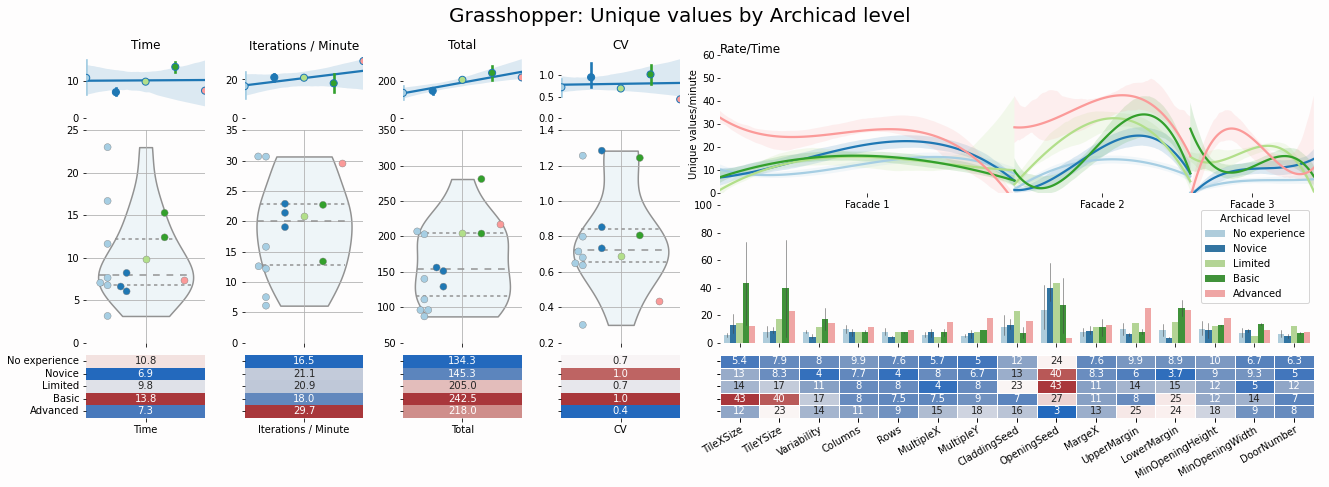 Grasshopper: Unique values by Archicad level
Time
Iterations / Minute
Total
CV
Rate/Time
10
0
20
0
200
0
1.0
0.5
0.0
60
50
40
30
20
10
0
Unique values/minute
Facade 1
Facade 2
Facade 3
25
20
15
10
5
0
35
30
25
20
15
10
5
0
350
300
250
200
150
100
50
1.4
1.2
1.0
0.8
0.6
0.4
0.2
100
80
60
40
20
0
Archicad level
No experience
Novice
Limited
Basic
Advanced
No experience 10.8 16.5 134.3 0.7 5.4 7.9 8 9.9 7.6 5.7 5 12 24 7.6 9.9 8.9 10 6.7 6.3
Novice 6.9 21.1 145.3 1.0 13 8.3 4 7.7 4 8 6.7 13 40 8.3 6 3.7 9 9.3 5
Limited 9.8 20.9 205.0 0.7 14 17 11 8 8 4 8 23 43 11 14 15 12 5 12
Basic 13.8 18.0 242.5 1.0 43 40 17 8 7.5 7.5 9 7 27 11 8 25 12 14 7
Advanced 7.3 29.7 218.0 0.4 12 23 14 11 9 15 18 16 3 13 25 24 18 9 8
Time
Iterations / Minute
Total
CV
TileXSize
TileYSize
Variability
Columns
Rows
MultipleX
MultipleY
CladdingSeed
OpeningSeed
MargeX
UpperMargin
LowerMargin
MinOpeningHeight
MinOpeningWidth
DoorNumber